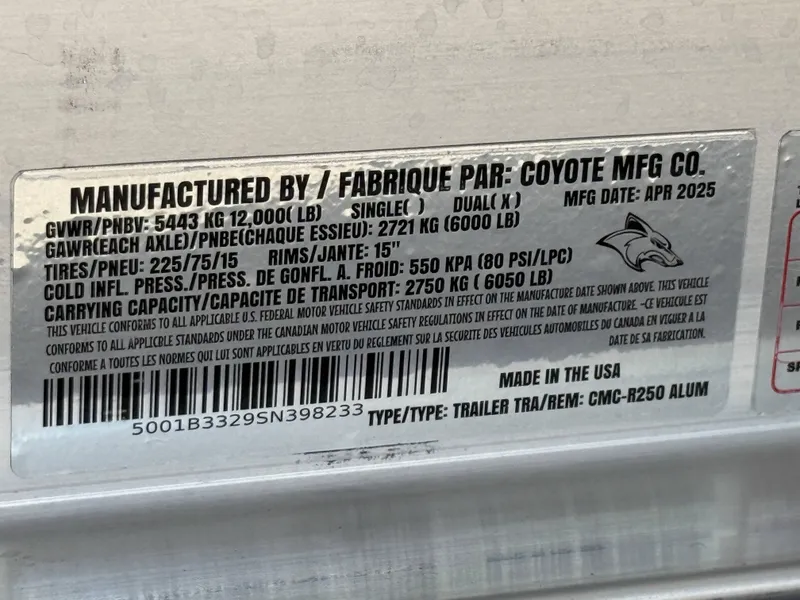 MANUFACTURED BY / FABRIQUE PAR: COYOTE MFG CO.
GVWR/PNBV: 5443 KG 12,000( LB) SINGLE( ) DUAL( X ) MFG DATE: APR 2025
GAWR(EACH AXLE)/PNBE(CHAQUE ESSIEU): 2721 KG (6000 LB)
TIRES/PNEU: 225/75/15 RIMS/JANTE: 15"
COLD INFL. PRESS./PRESS. DE GONFL. A. FROID: 550 KPA (80 PSI/LPC)
CARRYING CAPACITY/CAPACITE DE TRANSPORT: 2750 KG ( 6050 LB)
THIS VEHICLE CONFORMS TO ALL APPLICABLE U.S. FEDERAL MOTOR VEHICLE SAFETY STANDARDS IN EFFECT ON THE MANUFACTURE DATE SHOWN ABOVE. THIS VEHICLE
CONFORMS TO ALL APPLICBLE STANDARDS UNDER THE CANADIAN MOTOR VEHICLE SAFETY REGULATIONS IN EFFECT ON THE DATE OF MANUFACTURE. -CE VEHICULE EST
CONFORME A TOUTES LES NORMES QUI LUI SONT APPLICABLES EN VERTU DU REGLEMENT SUR LA SECURITE DES VEHICULES AUTOMOBILES DU CANADA EN VIGUER A LA
DATE DE SA FABRICATION.
MADE IN THE USA
5001B3329SN398233 TYPE/TYPE: TRAILER TRA/REM: CMC-R250 ALUM